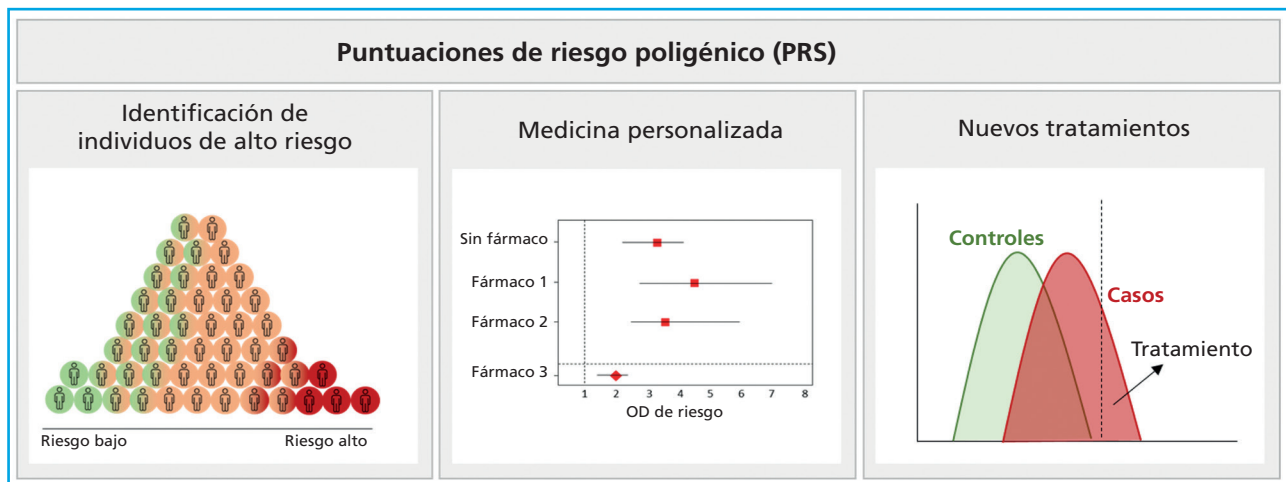 Puntuaciones de riesgo poligénico (PRS)
Identificación de
individuos de alto riesgo
Riesgo bajo
Riesgo alto
Medicina personalizada
Sin fármaco
Fármaco 1
Fármaco 2
Fármaco 3
1 2 3 4 5 6 7 8
OD de riesgo
Nuevos tratamientos
Controles
Casos
Tratamiento